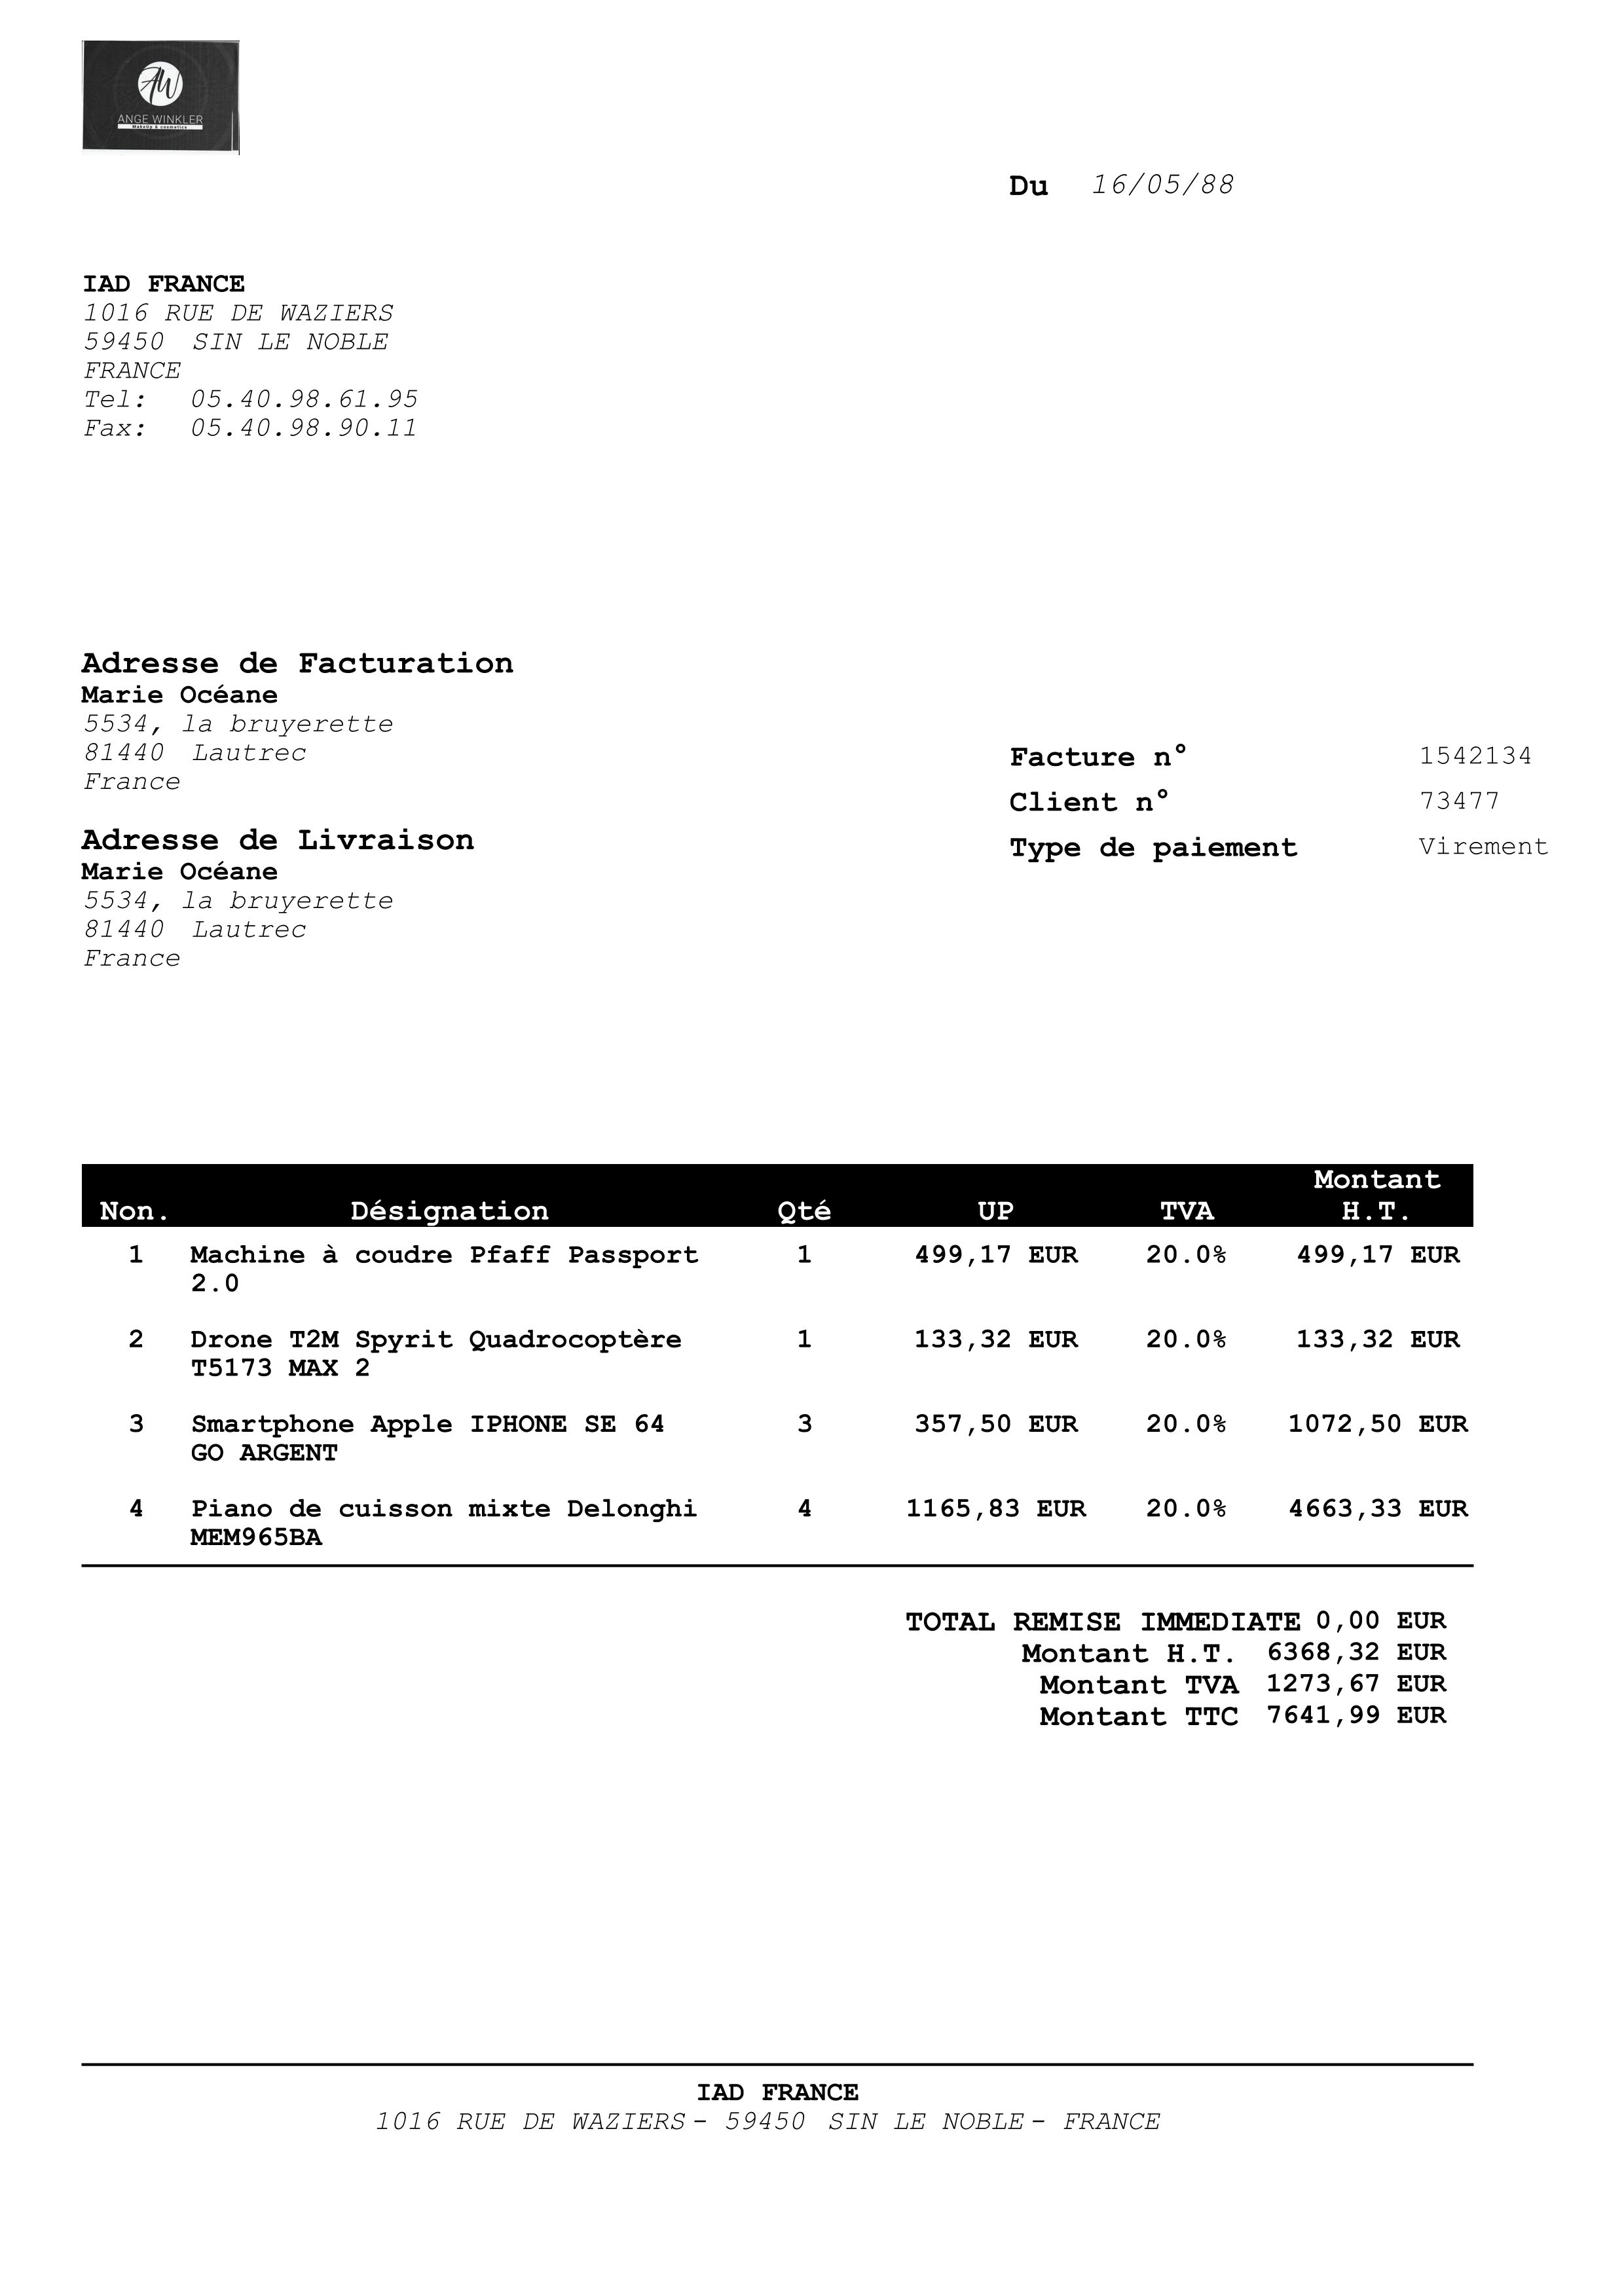 AW
ANGE WINKLER
MakeUp & cosmetics
Du 16/05/88
IAD FRANCE
1016 RUE DE WAZIERS
59450 SIN LE NOBLE
FRANCE
Tel: 05.40.98.61.95
Fax: 05.40.98.90.11
Adresse de Facturation
Marie Océane
5534, la bruyerette
81440 Lautrec
France
Adresse de Livraison
Marie Océane
5534, la bruyerette
81440 Lautrec
France
Facture n° 1542134
Client n° 73477
Type de paiement Virement
Non. Désignation Qté UP TVA Montant H.T.
1 Machine à coudre Pfaff Passport 1 499,17 EUR 20.0% 499,17 EUR
2.0
2 Drone T2M Spyrit Quadrocoptère 1 133,32 EUR 20.0% 133,32 EUR
T5173 MAX 2
3 Smartphone Apple IPHONE SE 64 3 357,50 EUR 20.0% 1072,50 EUR
GO ARGENT
4 Piano de cuisson mixte Delonghi 4 1165,83 EUR 20.0% 4663,33 EUR
MEM965BA
TOTAL REMISE IMMEDIATE 0,00 EUR
Montant H.T. 6368,32 EUR
Montant TVA 1273,67 EUR
Montant TTC 7641,99 EUR
IAD FRANCE
1016 RUE DE WAZIERS - 59450 SIN LE NOBLE - FRANCE